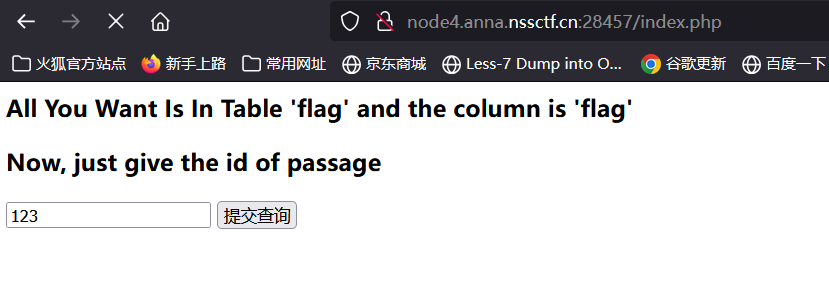 node4.anna.nssctf.cn:28457/index.php
火狐官方站点 新手上路 常用网址 京东商城 Less-7 Dump into O... 谷歌更新 百度一下
All You Want Is In Table 'flag' and the column is 'flag'
Now, just give the id of passage
123 提交查询